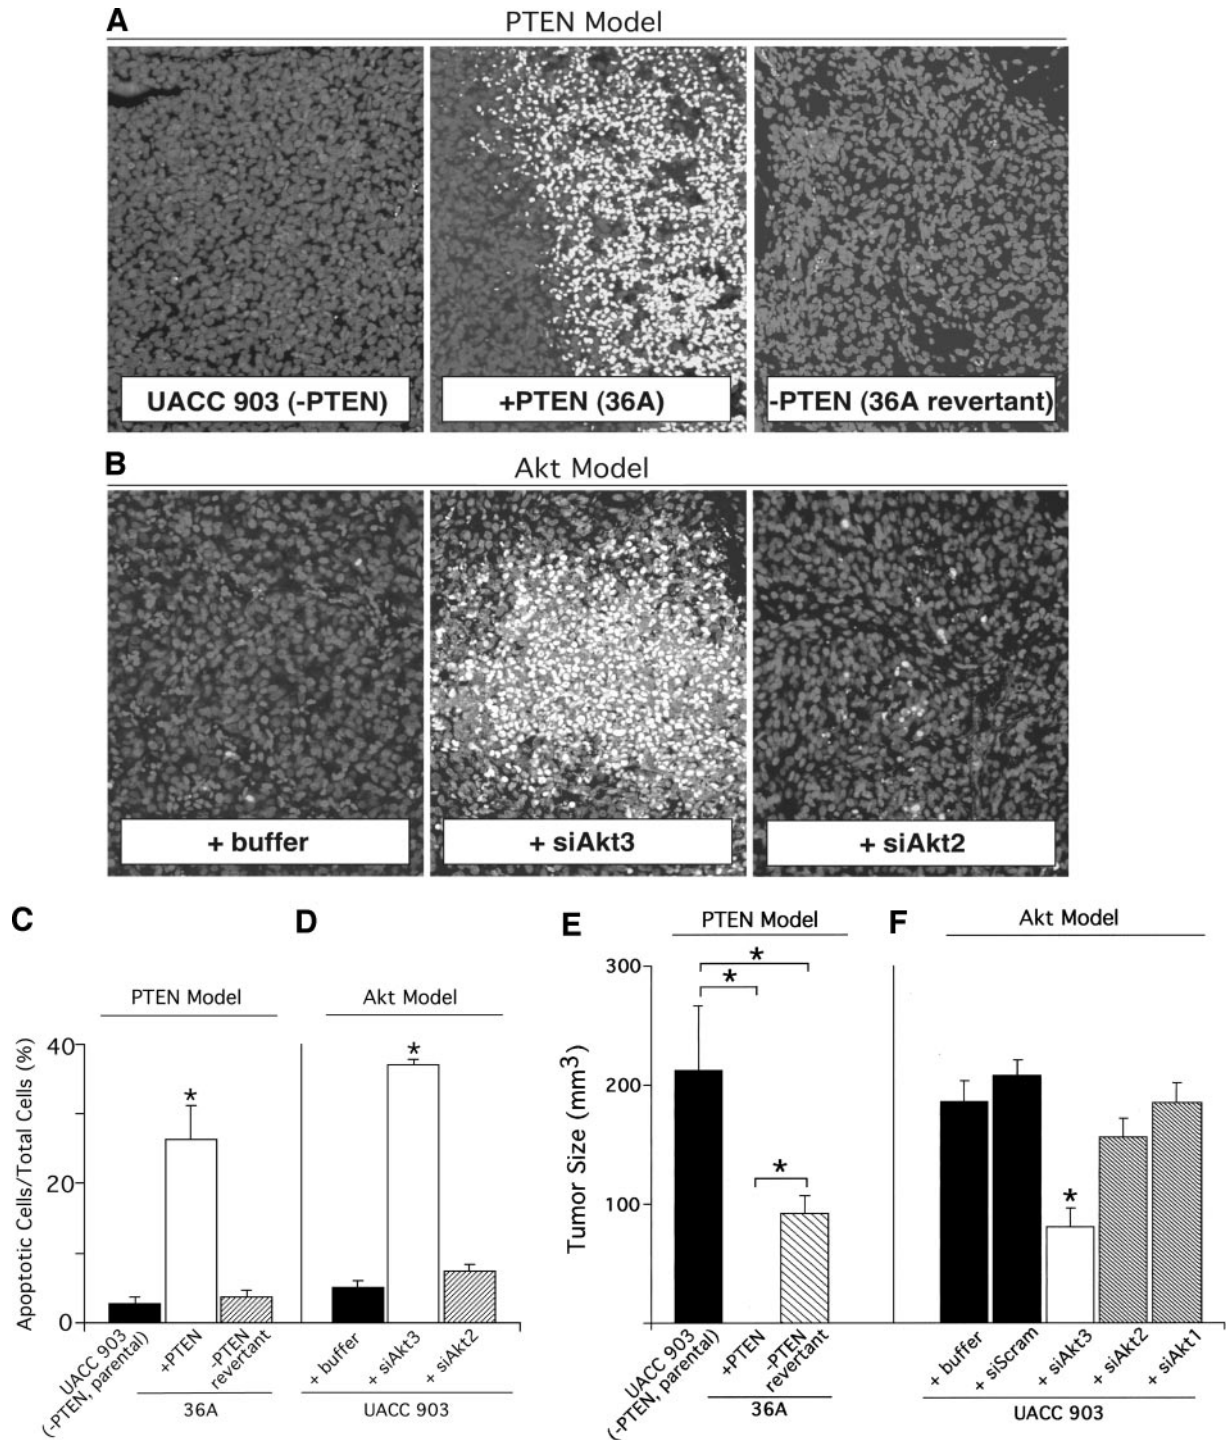 A
PTEN Model
UACC 903 (-PTEN)
+PTEN (36A)
-PTEN (36A revertant)
B
Akt Model
+ buffer
+ siAkt3
+ siAkt2
C
PTEN Model
D
Akt Model
Apoptotic Cells/Total Cells (%)
40
20
0
*
*
UACC 903
(-PTEN, parental)
+PTEN
-PTEN
revertant
36A
+ buffer
+ siAkt3
+ siAkt2
UACC 903
E
PTEN Model
F
Akt Model
Tumor Size (mm3)
300
200
100
*
*
*
*
UACC 903
(-PTEN, parental)
+PTEN
-PTEN
revertant
36A
+ buffer
+ siScram
+ siAkt3
+ siAkt2
+ siAkt1
UACC 903